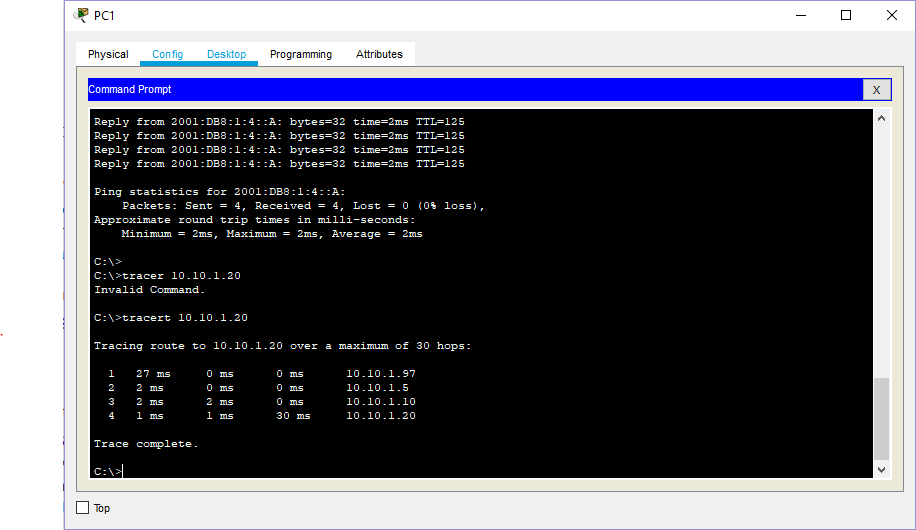 PC1
Physical Config Desktop Programming Attributes
Command Prompt X
Reply from 2001:DB8:1:4::A: bytes=32 time=2ms TTL=125
Reply from 2001:DB8:1:4::A: bytes=32 time=2ms TTL=125
Reply from 2001:DB8:1:4::A: bytes=32 time=2ms TTL=125
Reply from 2001:DB8:1:4::A: bytes=32 time=2ms TTL=125
Ping statistics for 2001:DB8:1:4::A:
Packets: Sent = 4, Received = 4, Lost = 0 (0% loss),
Approximate round trip times in milli-seconds:
Minimum = 2ms, Maximum = 2ms, Average = 2ms
C:\>
C:\>tracer 10.10.1.20
Invalid Command.
C:\>tracert 10.10.1.20
Tracing route to 10.10.1.20 over a maximum of 30 hops:
1 27 ms 0 ms 0 ms 10.10.1.97
2 2 ms 0 ms 0 ms 10.10.1.5
3 2 ms 2 ms 0 ms 10.10.1.10
4 1 ms 1 ms 30 ms 10.10.1.20
Trace complete.
C:\>
Top